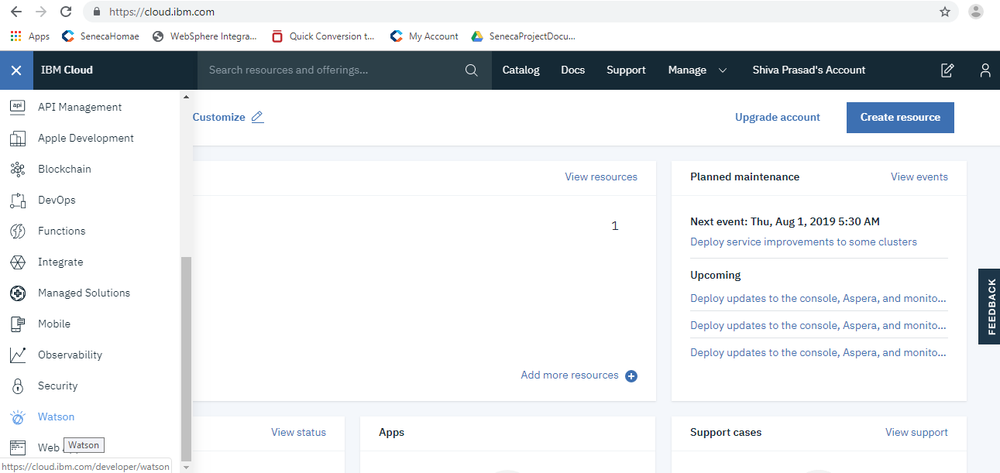 https://cloud.ibm.com
Apps SenecaHomae WebSphere Integra... Quick Conversion t... My Account SenecaProjectDocu...
IBM Cloud Search resources and offerings... Catalog Docs Support Manage Shiva Prasad's Account
api API Management
Apple Development
Blockchain
DevOps
Functions
Integrate
Managed Solutions
Mobile
Observability
Security
Watson
Web
Watson
https://cloud.ibm.com/developer/watson
Customize Upgrade account Create resource
View resources
1
Add more resources
Planned maintenance View events
Next event: Thu, Aug 1, 2019 5:30 AM
Deploy service improvements to some clusters
Upcoming
Deploy updates to the console, Aspera, and monito...
Deploy updates to the console, Aspera, and monito...
Deploy updates to the console, Aspera, and monito...
View status
Apps
Support cases View support
FEEDBACK